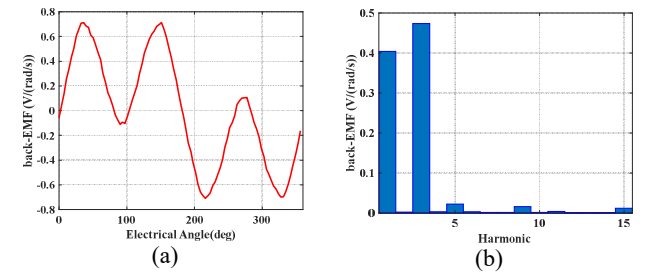 0.8
0.6
0.4
0.2
0
-0.2
-0.4
-0.6
-0.8
back-EMF (V/(rad/s))
0 100 200 300
Electrical Angle(deg)
(a)
0.5
0.4
0.3
0.2
0.1
0
back-EMF (V/(rad/s))
5 10 15
Harmonic
(b)